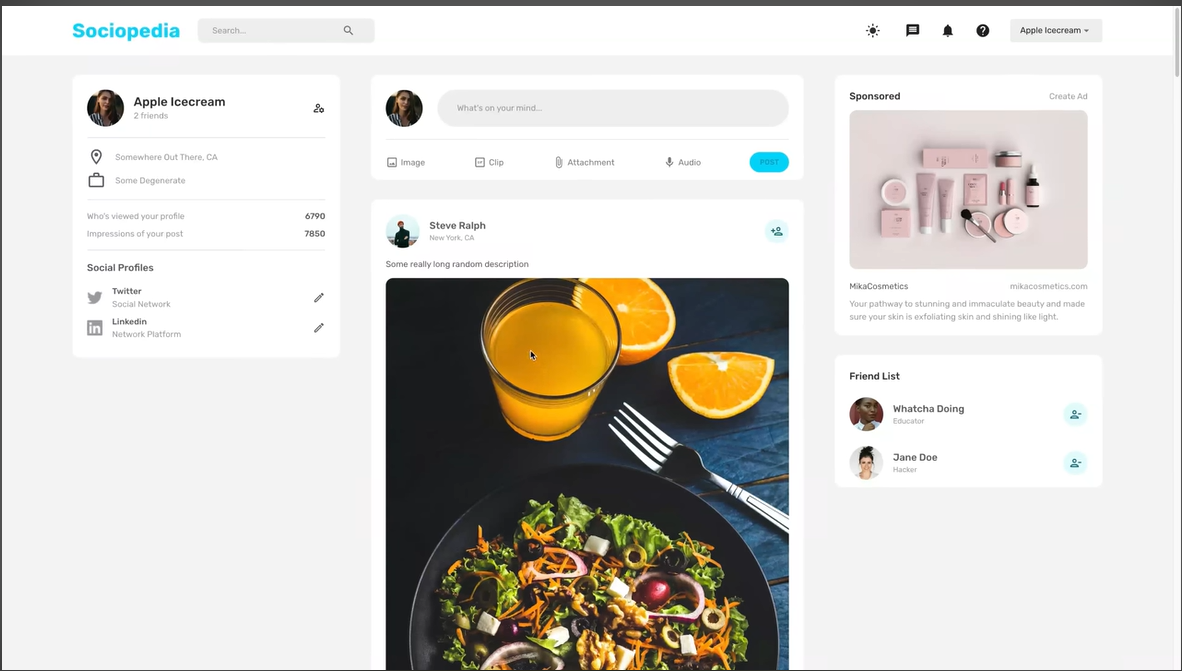 Sociopedia
Search...
Apple Icecream
Apple Icecream
2 friends
Somewhere Out There, CA
Some Degenerate
Who's viewed your profile 6790
Impressions of your post 7850
Social Profiles
Twitter
Social Network
Linkedin
Network Platform
What's on your mind...
Image Clip Attachment Audio POST
Steve Ralph
New York, CA
Some really long random description
Sponsored Create Ad
MikaCosmetics mikacosmetics.com
Your pathway to stunning and immaculate beauty and made
sure your skin is exfoliating skin and shining like light.
Friend List
Whatcha Doing
Educator
Jane Doe
Hacker